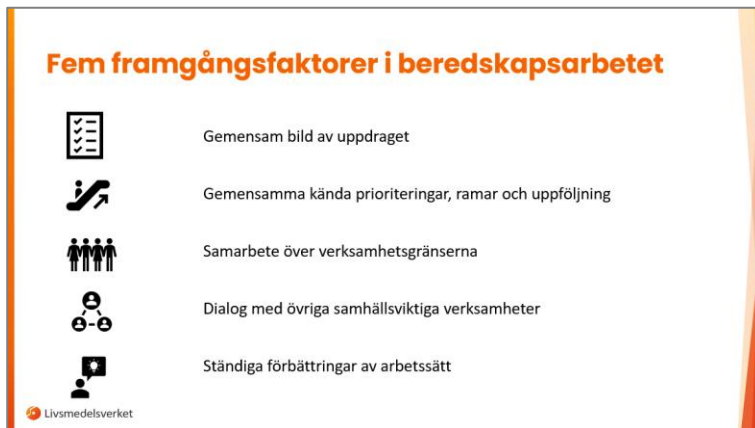 Fem framgångsfaktorer i beredskapsarbetet
Gemensam bild av uppdraget
Gemensamma kända prioriteringar, ramar och uppföljning
Samarbete över verksamhetsgränserna
Dialog med övriga samhällsviktiga verksamheter
Ständiga förbättringar av arbetssätt
Livsmedelsverket